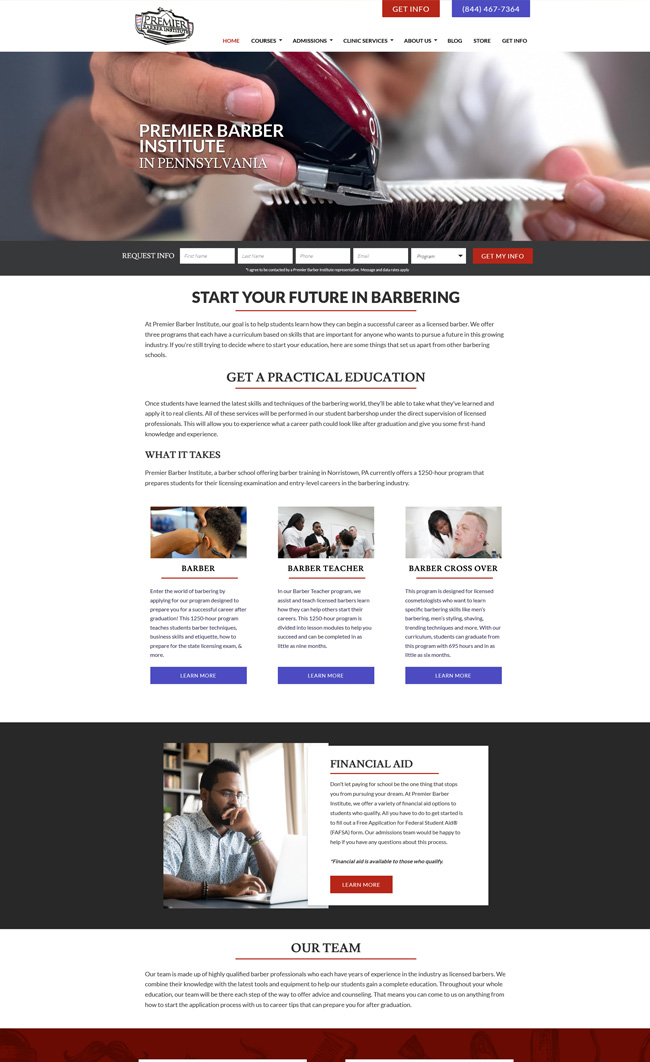 GET INFO
(844) 467-7364
PREMIER
BARBER INSTITUTE
HOME COURSES ADMISSIONS CLINIC SERVICES ABOUT US BLOG STORE GET INFO
PREMIER BARBER
INSTITUTE
IN PENNSYLVANIA
REQUEST INFO First Name Last Name Phone Email Program GET MY INFO
*I agree to be contacted by a Premier Barber Institute representative. Message and data rates apply
START YOUR FUTURE IN BARBERING
At Premier Barber Institute, our goal is to help students learn how they can begin a successful career as a licensed barber. We offer
three programs that each have a curriculum based on skills that are important for anyone who wants to pursue a future in this growing
industry. If you're still trying to decide where to start your education, here are some things that set us apart from other barbering
schools.
GET A PRACTICAL EDUCATION
Once students have learned the latest skills and techniques of the barbering world, they'll be able to take what they've learned and
apply it to real clients. All of these services will be performed in our student barbershop under the direct supervision of licensed
professionals. This will allow you to experience what a career path could look like after graduation and give you some first-hand
knowledge and experience.
WHAT IT TAKES
Premier Barber Institute, a barber school offering barber training in Norristown, PA currently offers a 1250-hour program that
prepares students for their licensing examination and entry-level careers in the barbering industry.
BARBER
Enter the world of barbering by
applying for our program designed to
prepare you for a successful career after
graduation! This 1250-hour program
teaches students barber techniques,
business skills and etiquette, how to
prepare for the state licensing exam, &
more.
LEARN MORE
BARBER TEACHER
In our Barber Teacher program, we
assist and teach licensed barbers learn
how they can help others start their
careers. This 1250-hour program is
divided into lesson modules to help you
succeed and can be completed in as
little as nine months.
LEARN MORE
BARBER CROSS OVER
This program is designed for licensed
cosmetologists who want to learn
specific barbering skills like men's
barbering, men's styling, shaving,
trending techniques and more. With our
curriculum, students can graduate from
this program with 695 hours and in as
little as six months.
LEARN MORE
FINANCIAL AID
Don't let paying for school be the one thing that stops
you from pursuing your dream. At Premier Barber
Institute, we offer a variety of financial aid options to
students who qualify. All you have to do to get started is
to fill out a Free Application for Federal Student Aid®
(FAFSA) form. Our admissions team would be happy to
help if you have any questions about this process.
*Financial aid is available to those who qualify.
LEARN MORE
OUR TEAM
Our team is made up of highly qualified barber professionals who each have years of experience in the industry as licensed barbers. We
combine their knowledge with the latest tools and equipment to help our students gain a complete education. Throughout your whole
education, our team will be there each step of the way to offer advice and counseling. That means you can come to us on anything from
how to start the application process with us to career tips that can prepare you for after graduation.